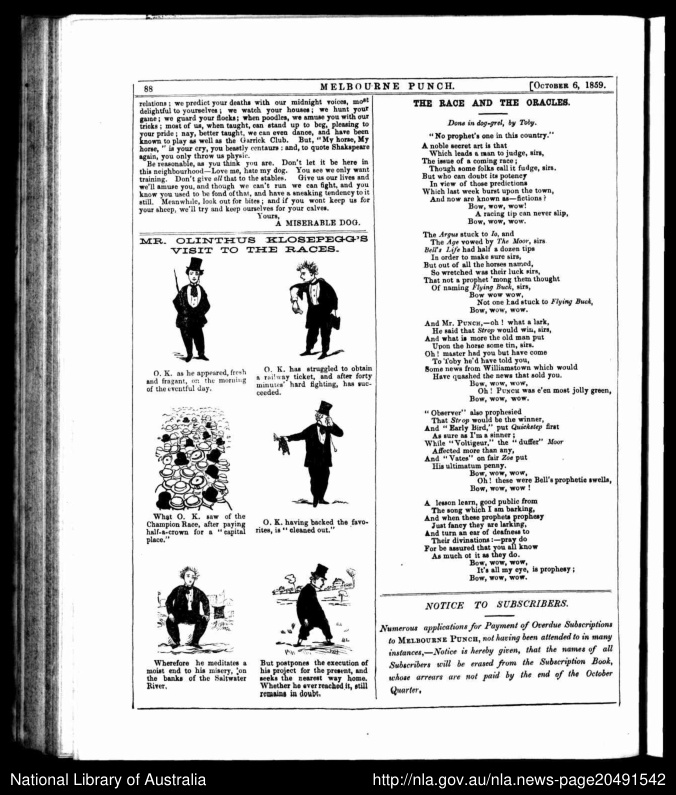 88
MELBOURNE PUNCH.
[OCTOBER 6, 1859.
relations; we predict your deaths with our midnight voices, most
delightful to yourselves; we watch your houses; we hunt your
game; we guard your flocks; when poodles, we amuse you with our
tricks; most of us, when taught, can stand up to beg, pleasing to
your pride; nay, better taught, we can even dance, and have been
known to play as well as the Garrick Club. But, "My horse, My
horse," is your cry, you beastly centaurs: and, to quote Shakspeare
again, you only throw us physic.
Be reasonable, as you think you are. Don't let it be here in
this neighbourhood—Love me, hate my dog. You see we only want
training. Don't give all that to the stables. Give us our lives and
we'll amuse you, and though we can't run we can fight, and you
know you used to be fond of that, and have a sneaking tendency to it
still. Meanwhile, look out for bites; and if you wont keep us for
your sheep, we'll try and keep ourselves for your calves.
Yours,
A MISERABLE DOG.
MR. OLINTHUS KLOSEPEGG'S
VISIT TO THE RACES.
O. K. as he appeared, fresh
and fragant, on the morning
of the eventful day.
O. K. has struggled to obtain
a railway ticket, and after forty
minutes' hard fighting, has suc-
ceeded.
What O. K. saw of the
Champion Race, after paying
half-a-crown for a "capital
place."
O. K. having backed the favo-
rites, is "cleaned out."
Wherefore he meditates a
moist end to his misery, 'on
the banks of the Saltwater
River.
But postpones the execution of
his project for the present, and
seeks the nearest way home.
Whether he ever reached it, still
remains in doubt.
THE RACE AND THE ORACLES.
Done in dog-grel, by Toby.
"No prophet's one in this country."
A noble secret art is that
Which leads a man to judge, sirs,
The issue of a coming race;
Though some folks call it fudge, sirs.
But who can doubt its potency
In view of those predictions
Which last week burst upon the town,
And now are known as—fictions?
Bow, wow, wow!
A racing tip can never slip,
Bow, wow, wow.
The Argus stuck to Io, and
The Age vowed by The Moor, sirs
Bell's Life had half a dozen tips
In order to make sure, sirs,
But out of all the horses named,
So wretched was their luck sirs,
That not a prophet 'mong them thought
Of naming Flying Buck, sirs,
Bow wow wow,
Not one had stuck to Flying Buck,
Bow, wow, wow.
And Mr. PUNCH,—oh! what a lark,
He said that Strop would win, sirs,
And what is more the old man put
Upon the horse some tin, sirs.
Oh! master had you but have come
To Toby he'd have told you,
Some news from Williamstown which would
Have quashed the news that sold you.
Bow, wow, wow,
Oh! PUNCH was e'en most jolly green,
Bow, wow, wow.
"Observer" also prophesied
That Strop would be the winner,
And "Early Bird," put Quickstep first
As sure as I'm a sinner;
While "Voltigeur," the "duffer" Moor
Affected more than any,
And "Vates" on fair Zoe put
His ultimatum penny.
Bow, wow, wow,
Oh! these were Bell's prophetic swells,
Bow, wow, wow!
A lesson learn, good public from
The song which I am barking,
And when these prophets prophesy
Just fancy they are larking,
And turn an ear of deafness to
Their divinations:—pray do
For be assured that you all know
As much of it as they do.
Bow, wow, wow,
It's all my eye, is prophesy;
Bow, wow, wow.
NOTICE TO SUBSCRIBERS.
Numerous applications for Payment of Overdue Subscriptions
to MELBOURNE PUNCH, not having been attended to in many
instances,—Notice is hereby given, that the names of all
Subscribers will be erased from the Subscription Book,
whose arrears are not paid by the end of the October
Quarter.
National Library of Australia
http://nla.gov.au/nla.news-page20491542